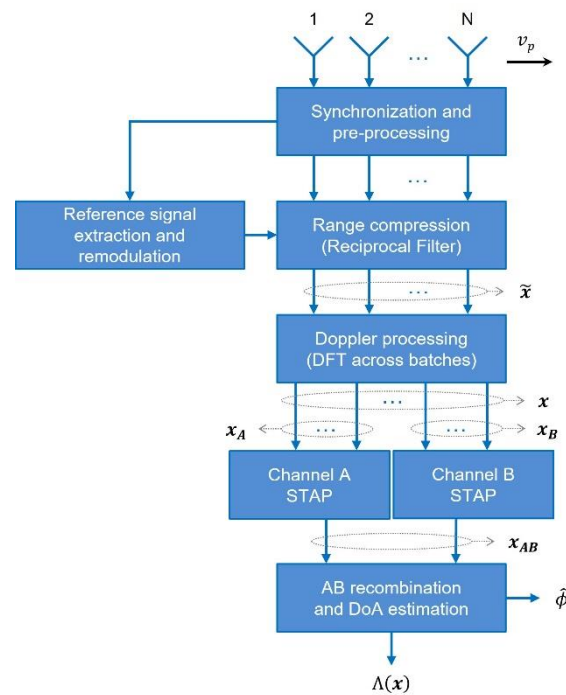 1 2 N
... v_p
Synchronization and
pre-processing
...
Reference signal
extraction and
remodulation
Range compression
(Reciprocal Filter)
... x̃
Doppler processing
(DFT across batches)
... x
x_A ... ... x_B
Channel A
STAP
Channel B
STAP
x_AB
AB recombination
and DoA estimation
ϕ̂
Λ(x)